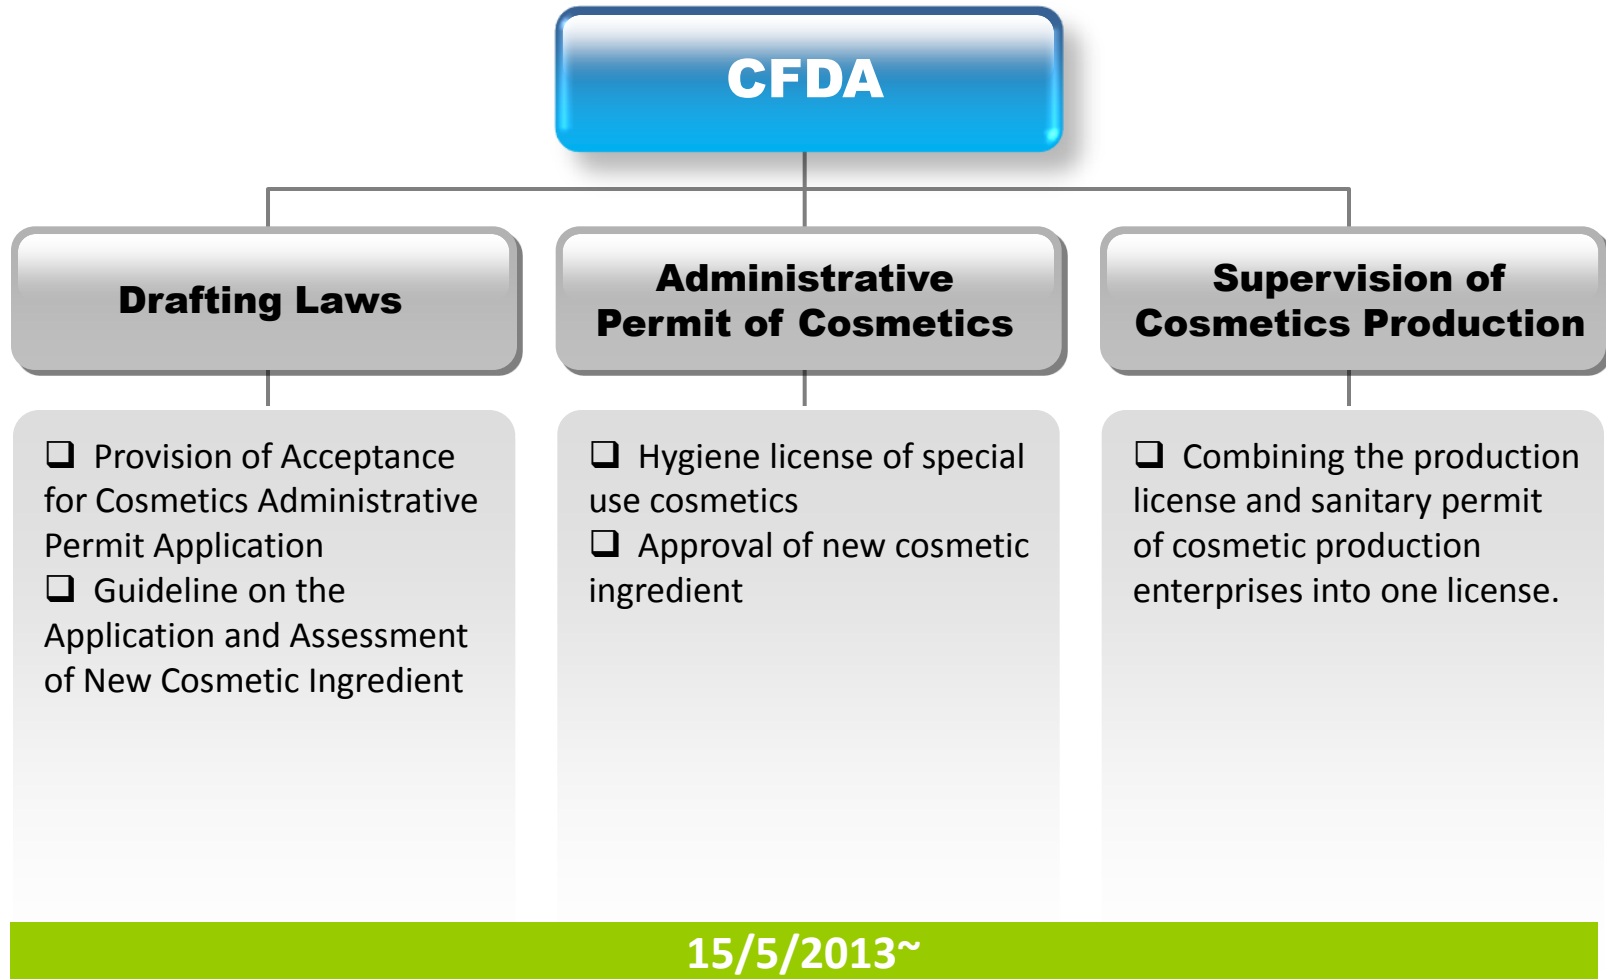 CFDA
Drafting Laws
Administrative
Permit of Cosmetics
Supervision of
Cosmetics Production
❑ Provision of Acceptance
for Cosmetics Administrative
Permit Application
❑ Guideline on the
Application and Assessment
of New Cosmetic Ingredient
❑ Hygiene license of special
use cosmetics
❑ Approval of new cosmetic
ingredient
❑ Combining the production
license and sanitary permit
of cosmetic production
enterprises into one license.
15/5/2013~